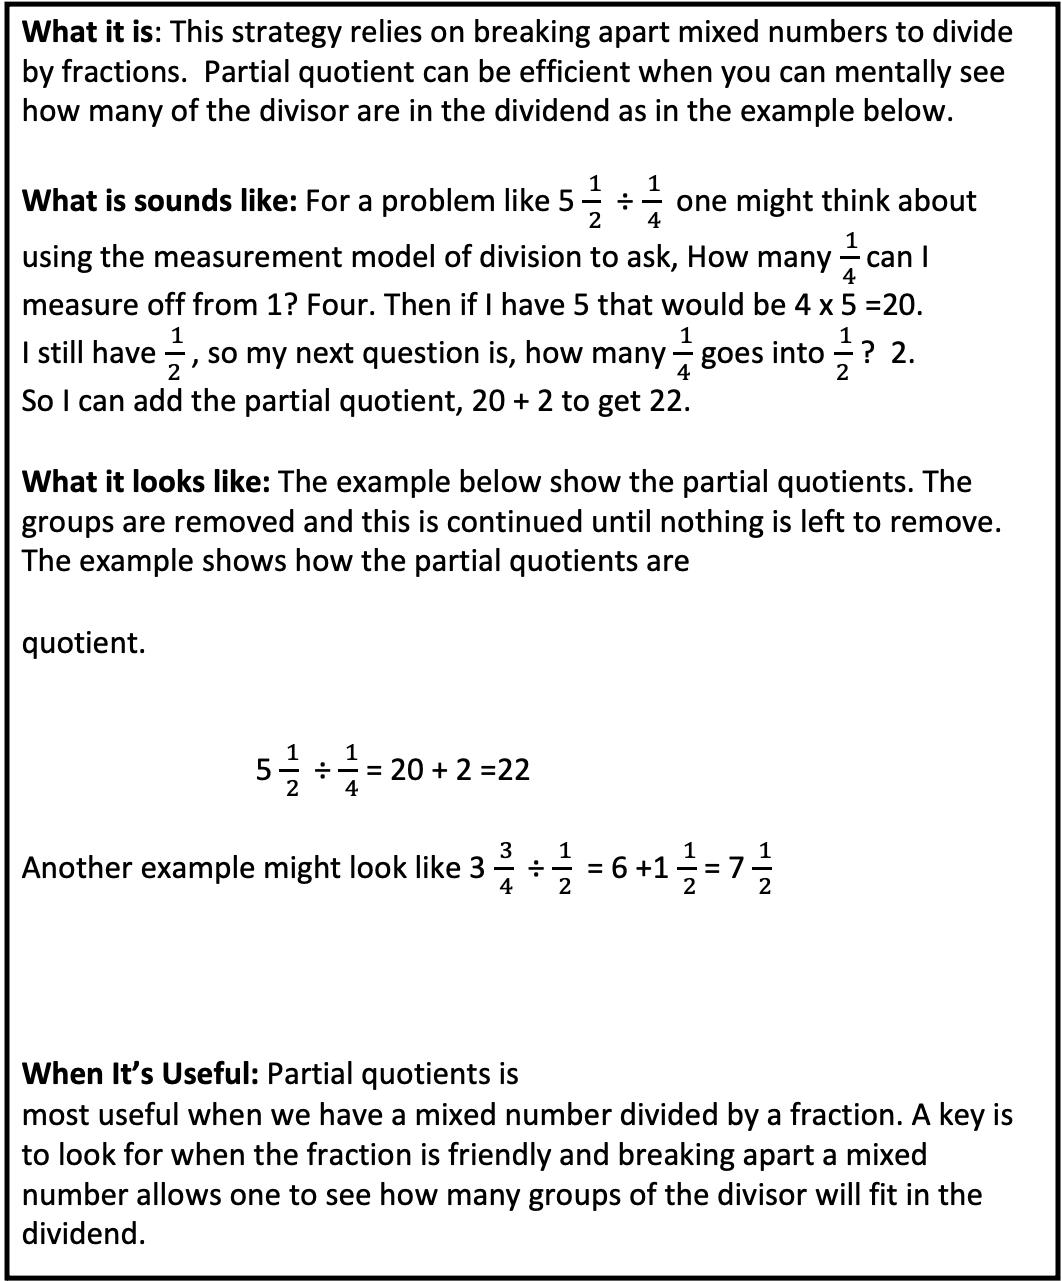 What it is: This strategy relies on breaking apart mixed numbers to divide
by fractions.  Partial quotient can be efficient when you can mentally see
how many of the divisor are in the dividend as in the example below.
What is sounds like: For a problem like 5 1/2 ÷ 1/4 one might think about
using the measurement model of division to ask, How many 1/4 can I
measure off from 1? Four. Then if I have 5 that would be 4 x 5 =20.
I still have 1/2 , so my next question is, how many 1/4 goes into 1/2 ?  2.
So I can add the partial quotient, 20 + 2 to get 22.
What it looks like: The example below show the partial quotients. The
groups are removed and this is continued until nothing is left to remove.
The example shows how the partial quotients are
quotient.
5 1/2 ÷ 1/4 = 20 + 2 =22
Another example might look like 3 3/4 ÷ 1/2 = 6 +1 1/2 = 7 1/2
When It’s Useful: Partial quotients is
most useful when we have a mixed number divided by a fraction. A key is
to look for when the fraction is friendly and breaking apart a mixed
number allows one to see how many groups of the divisor will fit in the
dividend.